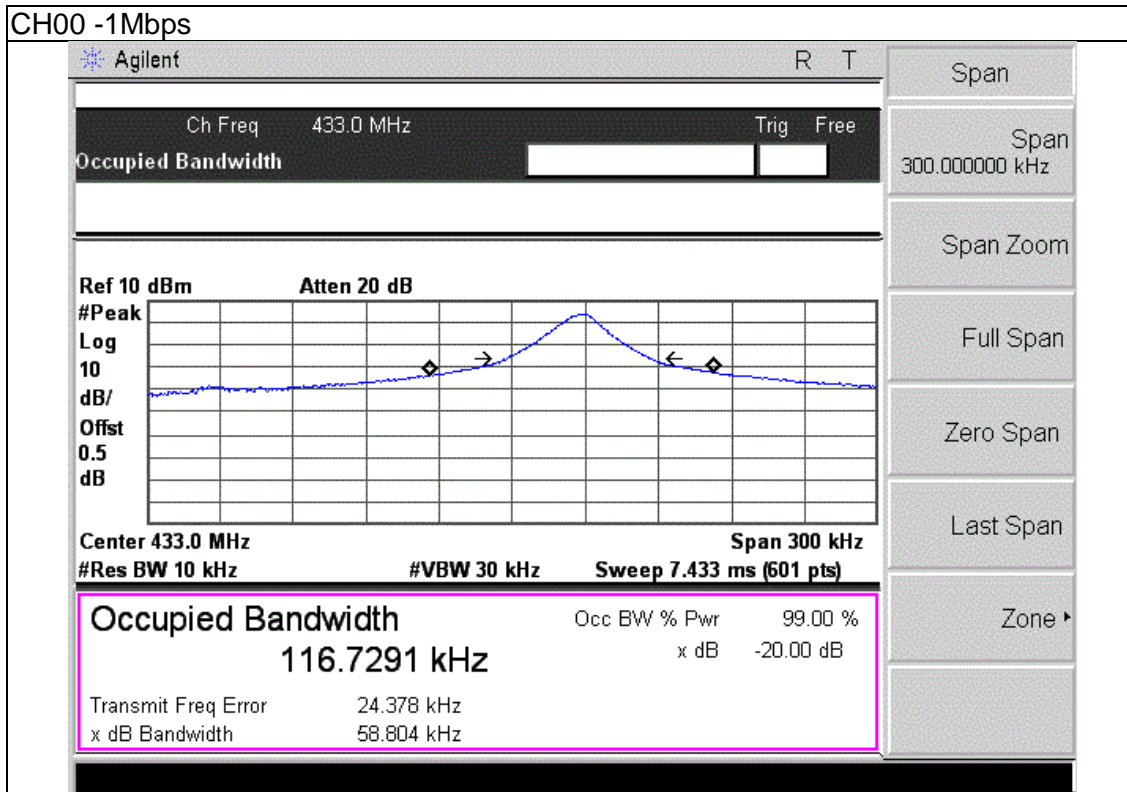 CH00 -1Mbps
Agilent R T
Ch Freq 433.0 MHz Trig Free
Occupied Bandwidth
Ref 10 dBm Atten 20 dB
#Peak
Log
10
dB/
Offst
0.5
dB
Center 433.0 MHz Span 300 kHz
#Res BW 10 kHz #VBW 30 kHz Sweep 7.433 ms (601 pts)
Occupied Bandwidth
116.7291 kHz
Occ BW % Pwr 99.00 %
x dB -20.00 dB
Transmit Freq Error 24.378 kHz
x dB Bandwidth 58.804 kHz
Span
Span
300.000000 kHz
Span Zoom
Full Span
Zero Span
Last Span
Zone